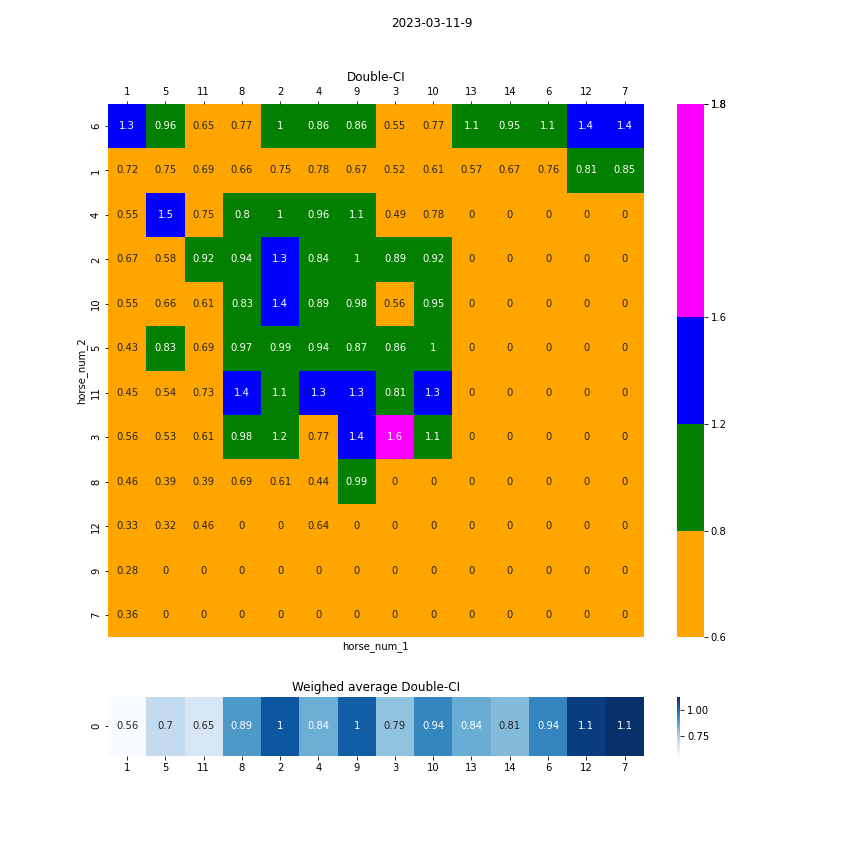 2023-03-11-9
Double-CI
1 5 11 8 2 4 9 3 10 13 14 6 12 7
6 1.3 0.96 0.65 0.77 1 0.86 0.86 0.55 0.77 1.1 0.95 1.1 1.4 1.4
1 0.72 0.75 0.69 0.66 0.75 0.78 0.67 0.52 0.61 0.57 0.67 0.76 0.81 0.85
4 0.55 1.5 0.75 0.8 1 0.96 1.1 0.49 0.78 0 0 0 0 0
2 0.67 0.58 0.92 0.94 1.3 0.84 1 0.89 0.92 0 0 0 0 0
10 0.55 0.66 0.61 0.83 1.4 0.89 0.98 0.56 0.95 0 0 0 0 0
5 0.43 0.83 0.69 0.97 0.99 0.94 0.87 0.86 1 0 0 0 0 0
11 0.45 0.54 0.73 1.4 1.1 1.3 1.3 0.81 1.3 0 0 0 0 0
3 0.56 0.53 0.61 0.98 1.2 0.77 1.4 1.6 1.1 0 0 0 0 0
8 0.46 0.39 0.39 0.69 0.61 0.44 0.99 0 0 0 0 0 0 0
12 0.33 0.32 0.46 0 0 0.64 0 0 0 0 0 0 0 0
9 0.28 0 0 0 0 0 0 0 0 0 0 0 0 0
7 0.36 0 0 0 0 0 0 0 0 0 0 0 0 0
horse_num_2
horse_num_1
1.8
1.6
1.2
0.8
0.6
Weighed average Double-CI
0 0.56 0.7 0.65 0.89 1 0.84 1 0.79 0.94 0.84 0.81 0.94 1.1 1.1
1 5 11 8 2 4 9 3 10 13 14 6 12 7
1.00
0.75